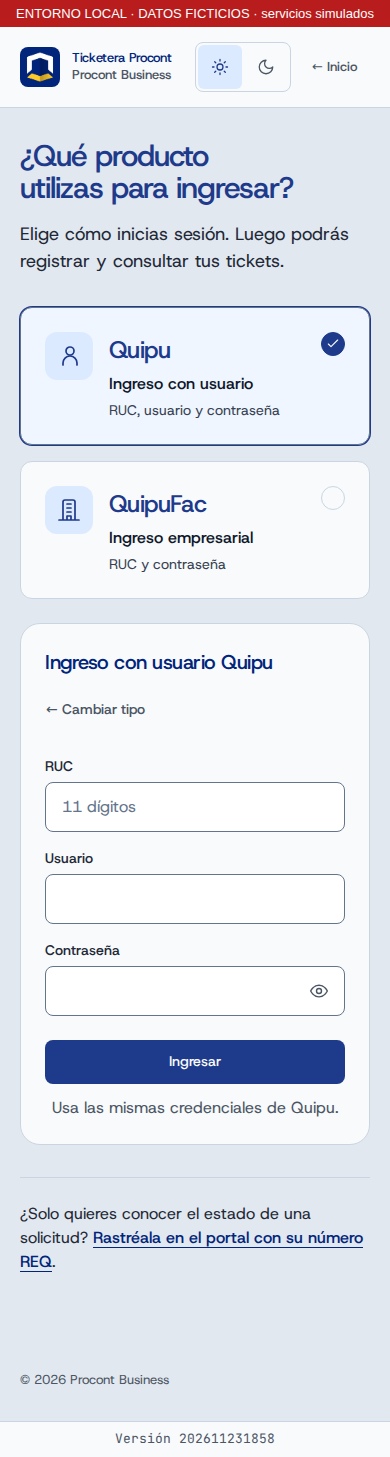 ENTORNO LOCAL · DATOS FICTICIOS · servicios simulados
Ticketera Procont
Procont Business
← Inicio
¿Qué producto
utilizas para ingresar?
Elige cómo inicias sesión. Luego podrás
registrar y consultar tus tickets.
Quipu
Ingreso con usuario
RUC, usuario y contraseña
QuipuFac
Ingreso empresarial
RUC y contraseña
Ingreso con usuario Quipu
← Cambiar tipo
RUC
11 dígitos
Usuario
Contraseña
Ingresar
Usa las mismas credenciales de Quipu.
¿Solo quieres conocer el estado de una
solicitud? Rastréala en el portal con su número
REQ.
© 2026 Procont Business
Versión 202611231858